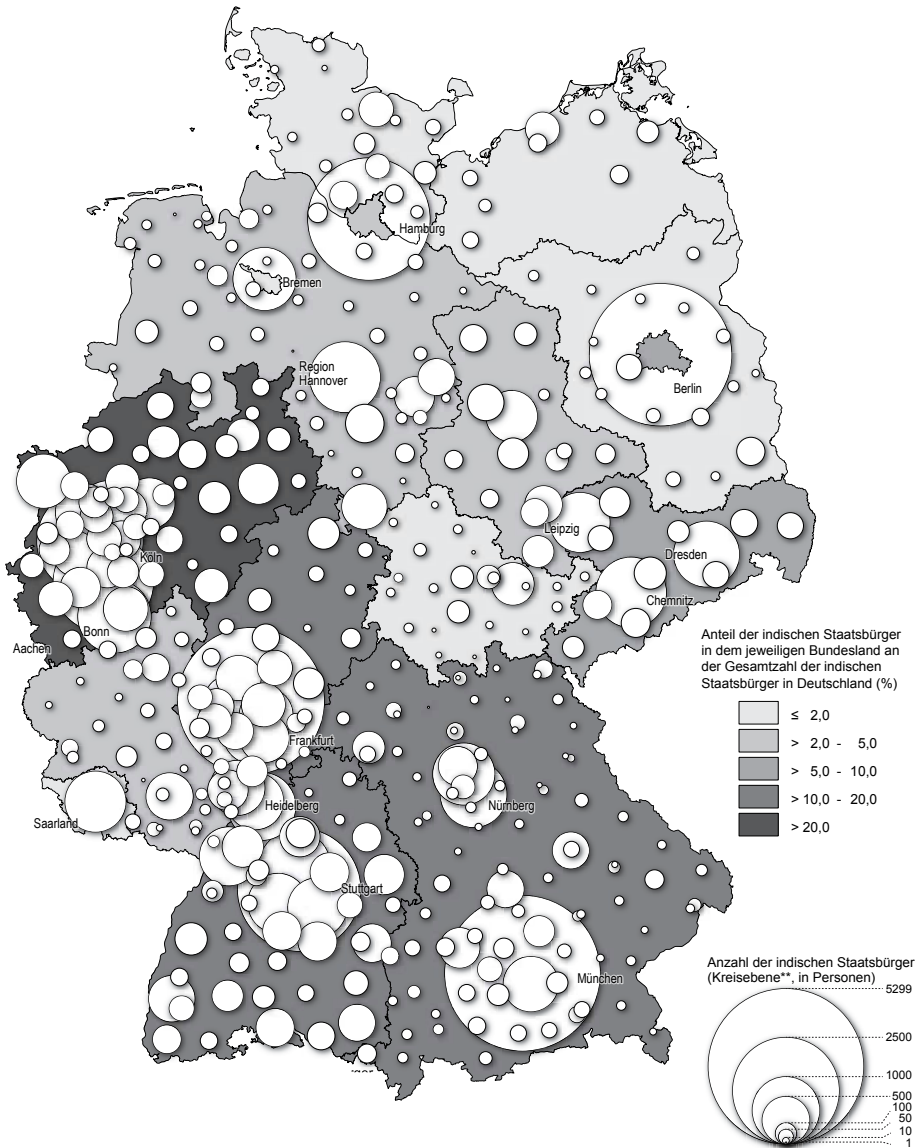 Hamburg
Bremen
Region
Hannover
Berlin
Leipzig
Köln
Dresden
Chemnitz
Bonn
Aachen
Frankfurt
Heidelberg
Saarland
Nürnberg
Stuttgart
München
Anteil der indischen Staatsbürger
in dem jeweiligen Bundesland an
der Gesamtzahl der indischen
Staatsbürger in Deutschland (%)
≤ 2,0
> 2,0 - 5,0
> 5,0 - 10,0
> 10,0 - 20,0
> 20,0
Anzahl der indischen Staatsbürger
(Kreisebene**, in Personen)
5299
2500
1000
500
100
50
10
1